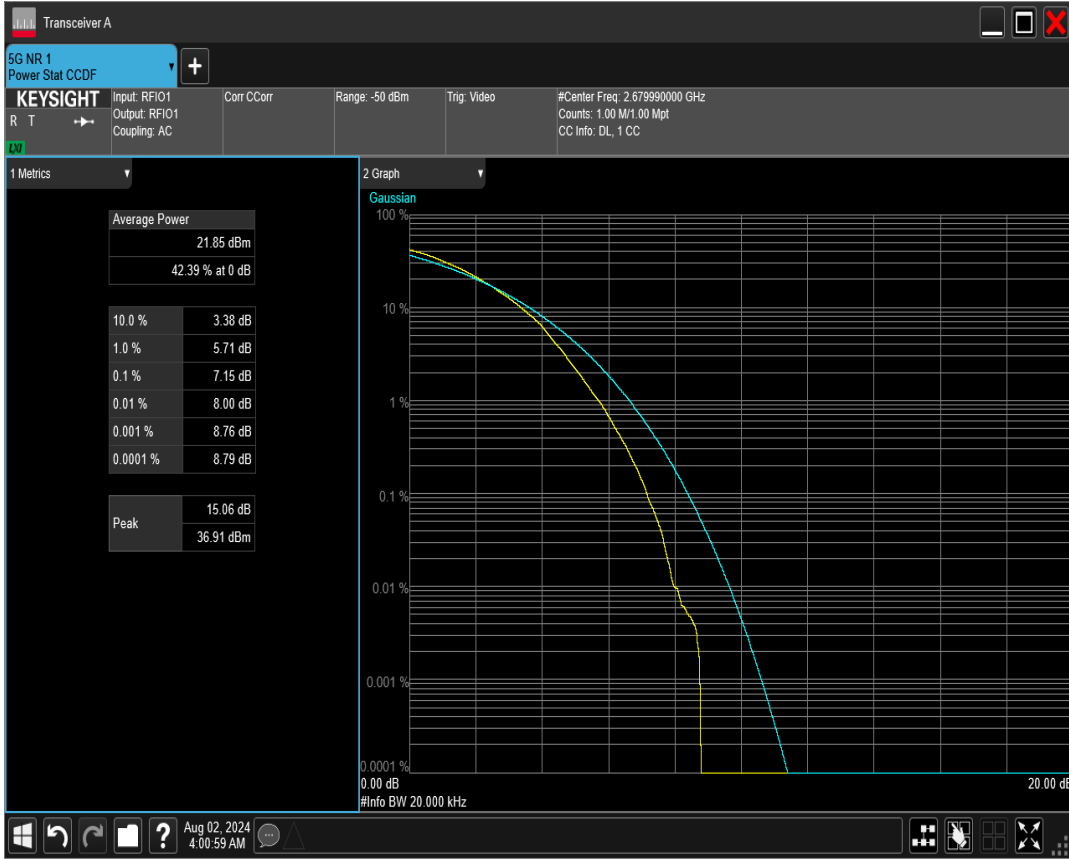 Transceiver A
5G NR 1
Power Stat CCDF
+
KEYSIGHT
R T
LXI
Input: RFIO1
Output: RFIO1
Coupling: AC
Corr CCorr
Range: -50 dBm
Trig: Video
#Center Freq: 2.679990000 GHz
Counts: 1.00 M/1.00 Mpt
CC Info: DL, 1 CC
1 Metrics
Average Power
21.85 dBm
42.39 % at 0 dB
10.0 % 3.38 dB
1.0 % 5.71 dB
0.1 % 7.15 dB
0.01 % 8.00 dB
0.001 % 8.76 dB
0.0001 % 8.79 dB
Peak
15.06 dB
36.91 dBm
2 Graph
Gaussian
100 %
10 %
1 %
0.1 %
0.01 %
0.001 %
0.0001 %
0.00 dB
20.00 dB
#Info BW 20.000 kHz
?
Aug 02, 2024
4:00:59 AM